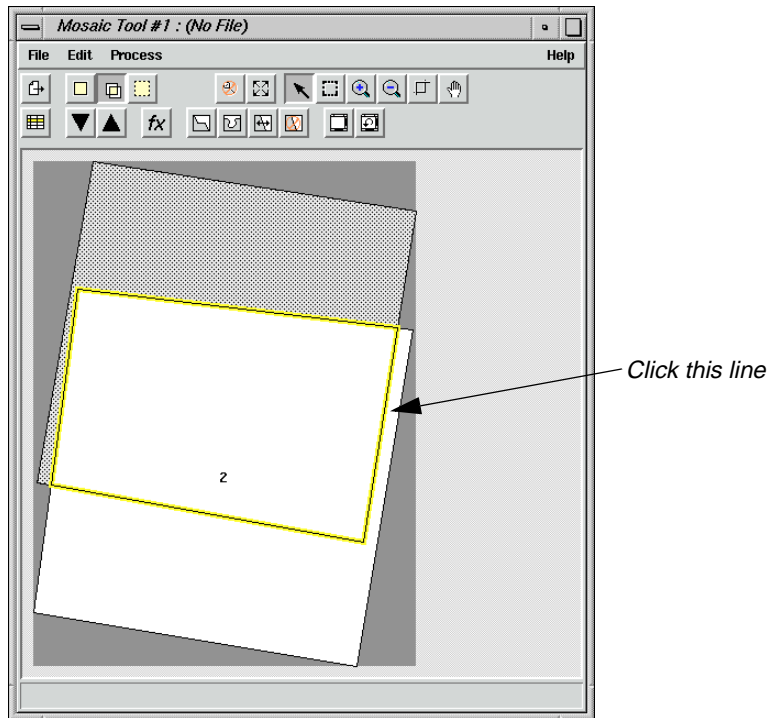 Mosaic Tool #1 : (No File)
File Edit Process Help
fx
Click this line
2